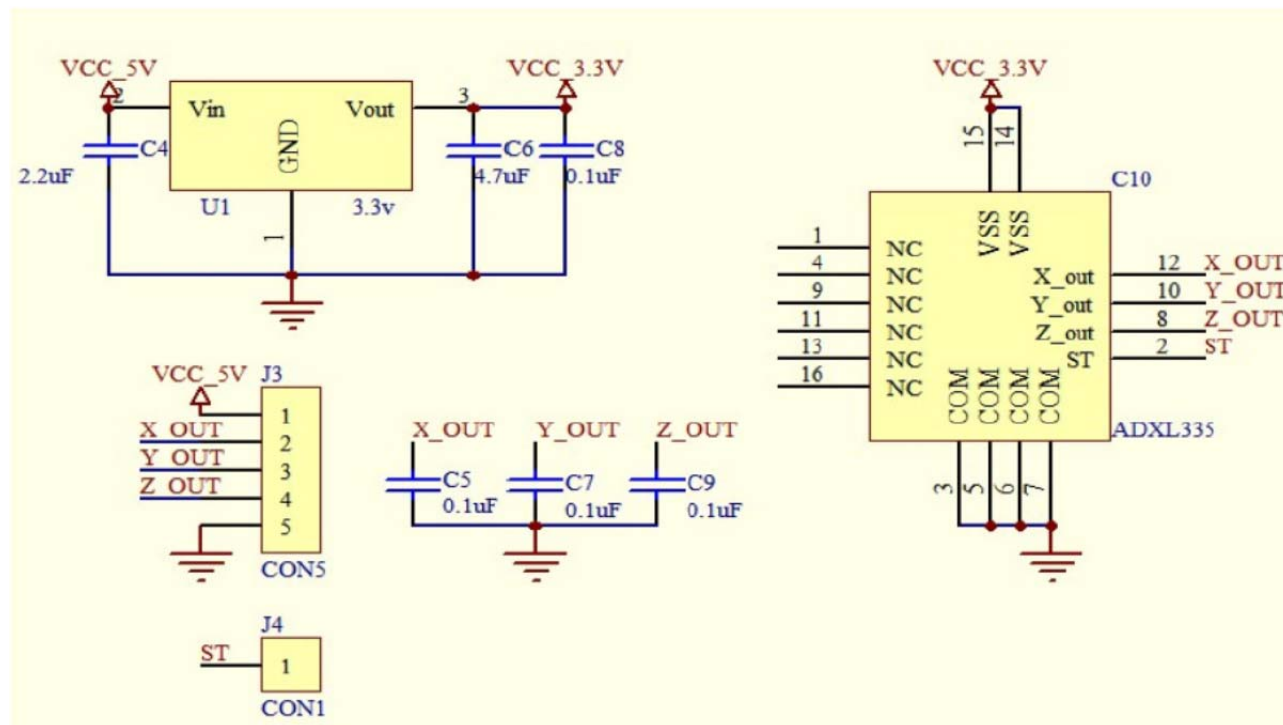 VCC_5V
VCC_3.3V
2
Vin
Vout
3
GND
C4
2.2uF
C6
4.7uF
C8
0.1uF
U1
3.3v
1
VCC_3.3V
15
14
C10
VSS
VSS
1
NC
4
NC
9
NC
11
NC
13
NC
16
NC
X_out
12
X_OUT
Y_out
10
Y_OUT
Z_out
8
Z_OUT
ST
2
ST
COM
COM
COM
COM
ADXL335
3
5
6
7
VCC_5V
J3
1
X_OUT
2
Y_OUT
3
Z_OUT
4
5
CON5
X_OUT
Y_OUT
Z_OUT
C5
0.1uF
C7
0.1uF
C9
0.1uF
J4
ST
1
CON1